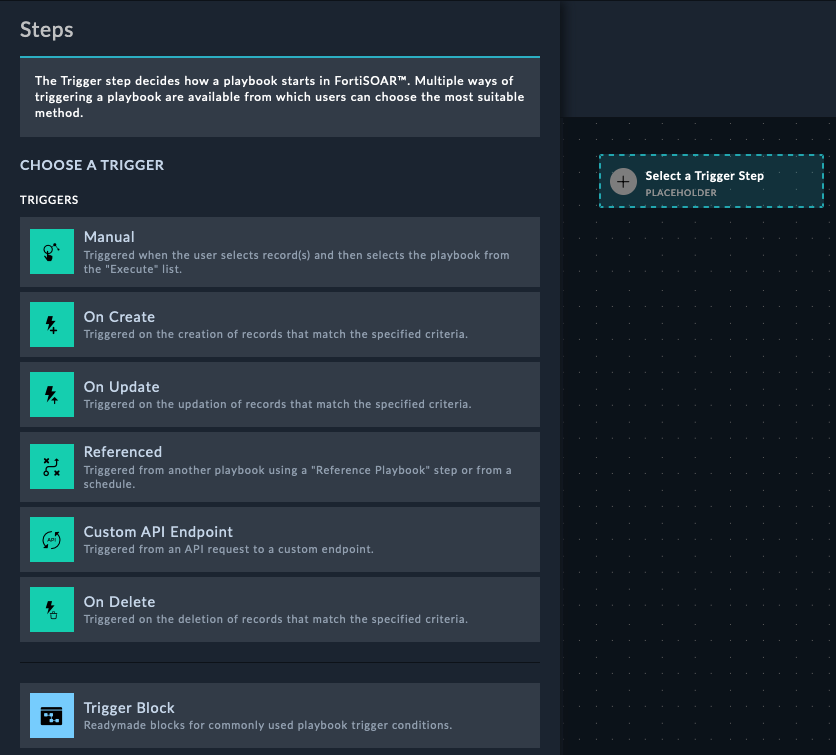 Steps
The Trigger step decides how a playbook starts in FortiSOAR™. Multiple ways of
triggering a playbook are available from which users can choose the most suitable
method.
CHOOSE A TRIGGER
TRIGGERS
Manual
Triggered when the user selects record(s) and then selects the playbook from
the "Execute" list.
On Create
Triggered on the creation of records that match the specified criteria.
On Update
Triggered on the updation of records that match the specified criteria.
Referenced
Triggered from another playbook using a "Reference Playbook" step or from a
schedule.
API
Custom API Endpoint
Triggered from an API request to a custom endpoint.
On Delete
Triggered on the deletion of records that match the specified criteria.
Trigger Block
Readymade blocks for commonly used playbook trigger conditions.
Select a Trigger Step
PLACEHOLDER